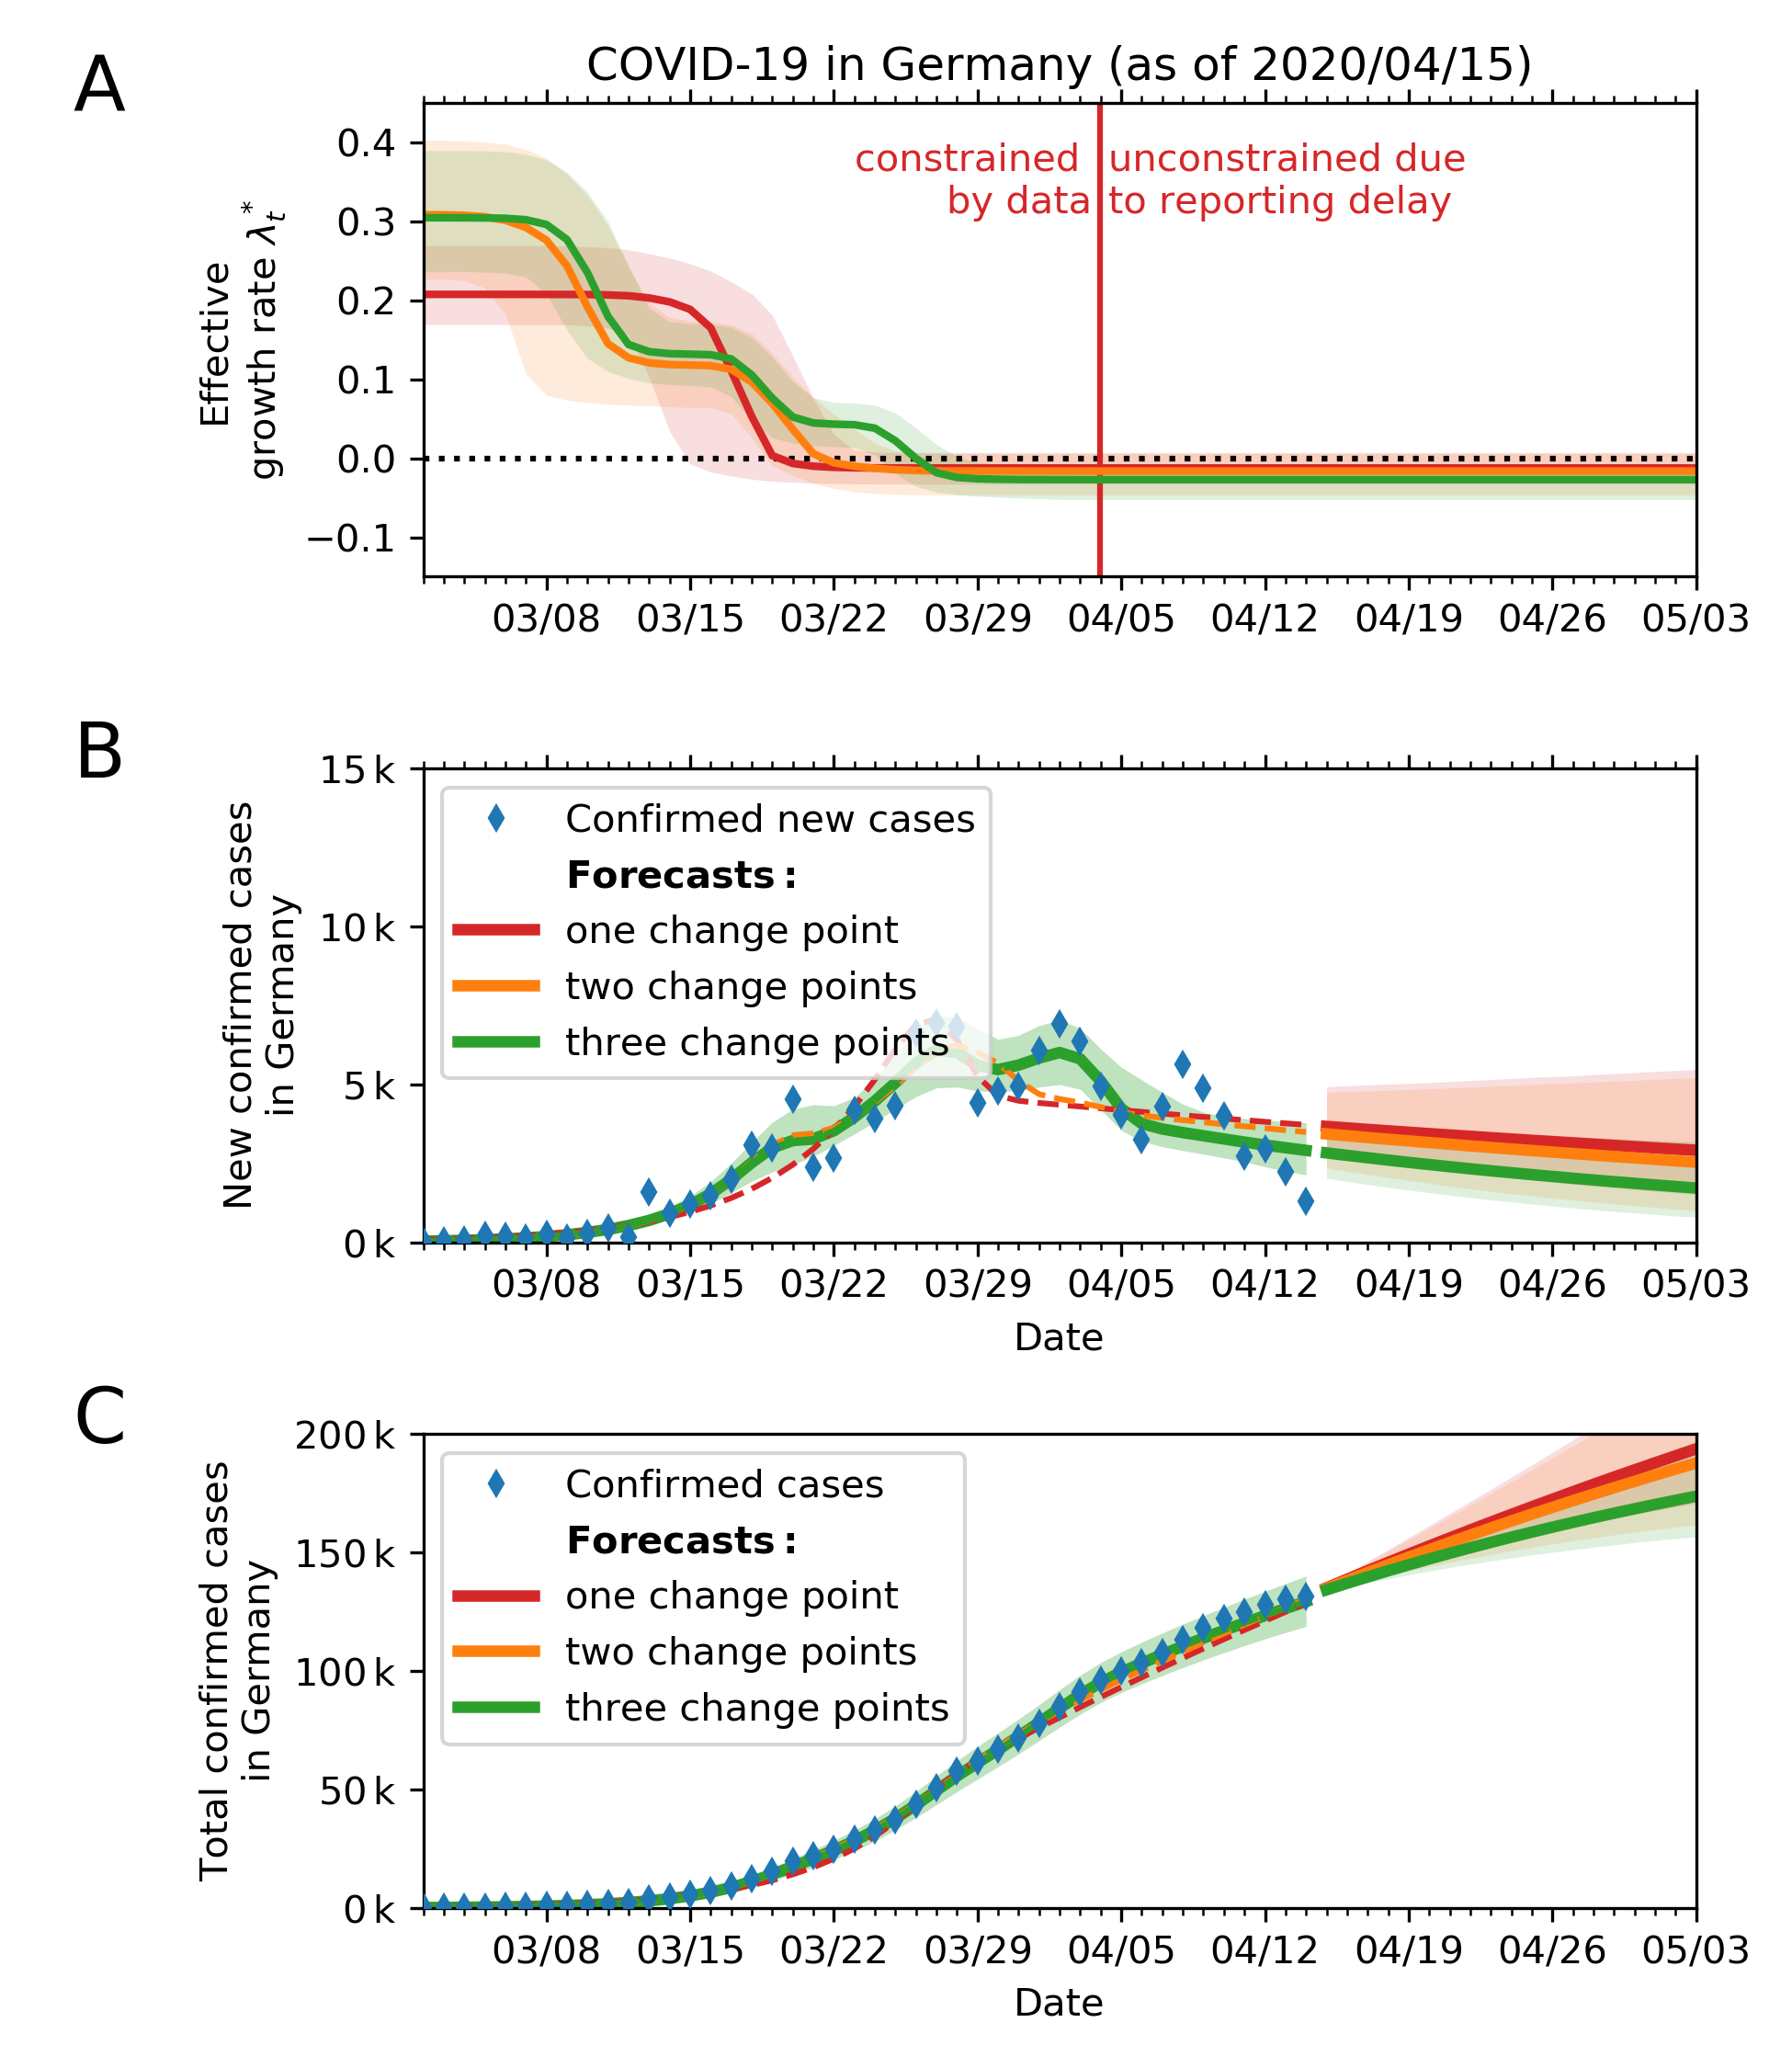 A
COVID-19 in Germany (as of 2020/04/15)
Effective
growth rate λ*t
0.4
0.3
0.2
0.1
0.0
−0.1
constrained
by data
unconstrained due
to reporting delay
03/08 03/15 03/22 03/29 04/05 04/12 04/19 04/26 05/03
B
New confirmed cases
in Germany
15 k
10 k
5 k
0 k
Confirmed new cases
Forecasts:
one change point
two change points
three change points
03/08 03/15 03/22 03/29 04/05 04/12 04/19 04/26 05/03
Date
C
Total confirmed cases
in Germany
200 k
150 k
100 k
50 k
0 k
Confirmed cases
Forecasts:
one change point
two change points
three change points
03/08 03/15 03/22 03/29 04/05 04/12 04/19 04/26 05/03
Date